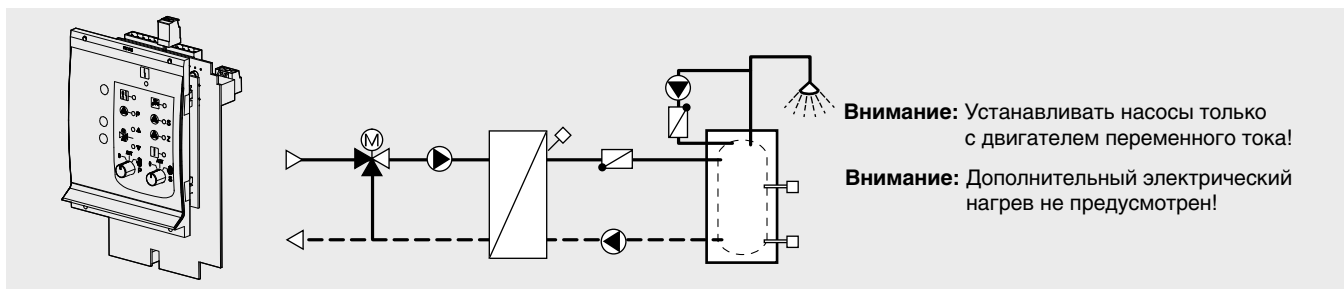 M
Внимание: Устанавливать насосы только
с двигателем переменного тока!
Внимание: Дополнительный электрический
нагрев не предусмотрен!